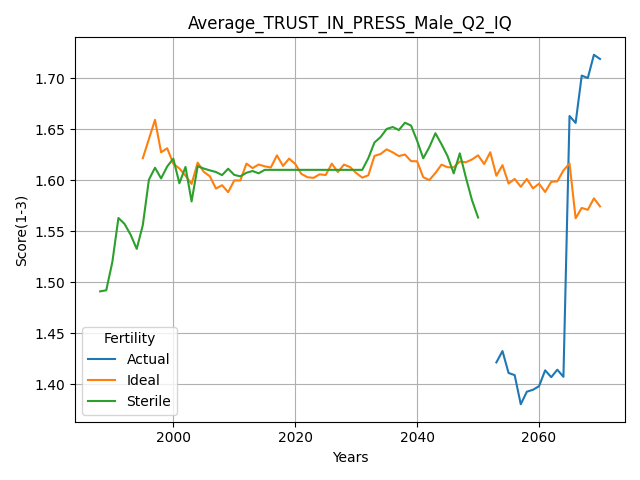 Average_TRUST_IN_PRESS_Male_Q2_IQ
Score(1-3)
1.70
1.65
1.60
1.55
1.50
1.45
1.40
Fertility
Actual
Ideal
Sterile
2000
2020
2040
2060
Years